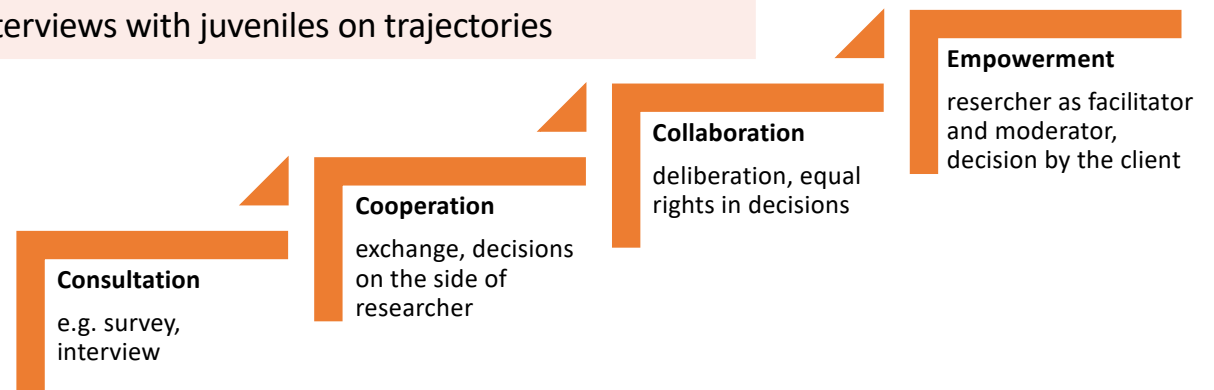 terviews with juveniles on trajectories
Empowerment
resercher as facilitator
and moderator,
decision by the client
Collaboration
deliberation, equal
rights in decisions
Cooperation
exchange, decisions
on the side of
researcher
Consultation
e.g. survey,
interview